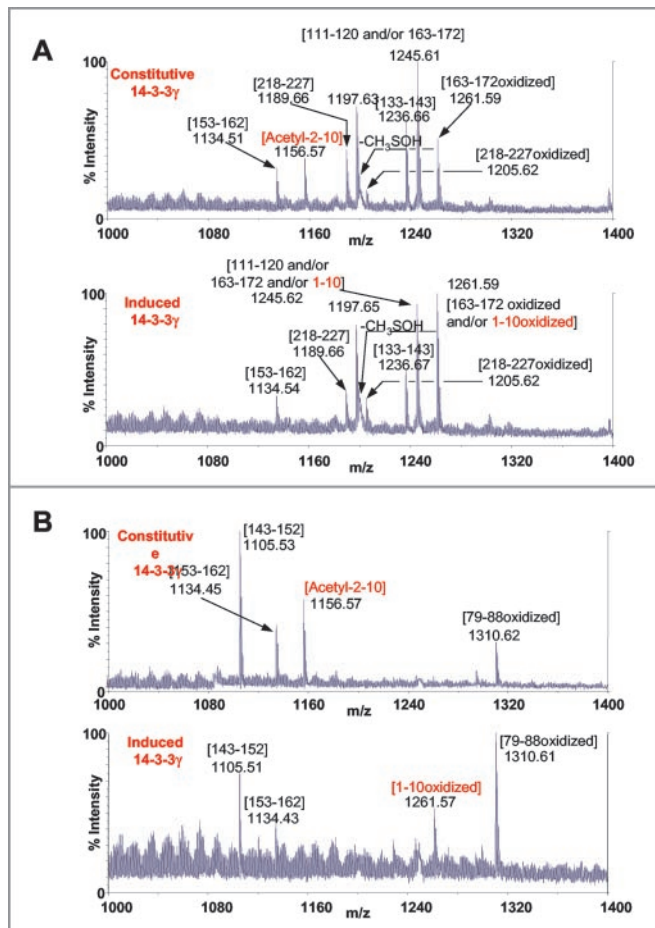 A
Constitutive
14-3-3γ
[111-120 and/or 163-172]
1245.61
[218-227]
1189.66
1197.63
[133-143]
1236.66
[163-172oxidized]
1261.59
[153-162]
1134.51
[Acetyl-2-10]
1156.57
-CH3SOH
[218-227oxidized]
1205.62
% Intensity
100
0
1000 1080 1160 1240 1320 1400
m/z
Induced
14-3-3γ
[111-120 and/or
163-172 and/or 1-10]
1245.62
1197.65
1261.59
[163-172 oxidized
and/or 1-10oxidized]
[218-227]
1189.66
-CH3SOH
[133-143]
1236.67
[153-162]
1134.54
[218-227oxidized]
1205.62
% Intensity
100
0
1000 1080 1160 1240 1320 1400
m/z
B
Constitutiv
e
14-3-3γ
[143-152]
1105.53
[153-162]
1134.45
[Acetyl-2-10]
1156.57
[79-88oxidized]
1310.62
% Intensity
100
0
1000 1080 1160 1240 1320 1400
m/z
Induced
14-3-3γ
[143-152]
1105.51
[153-162]
1134.43
[1-10oxidized]
1261.57
[79-88oxidized]
1310.61
% Intensity
100
0
1000 1080 1160 1240 1320 1400
m/z